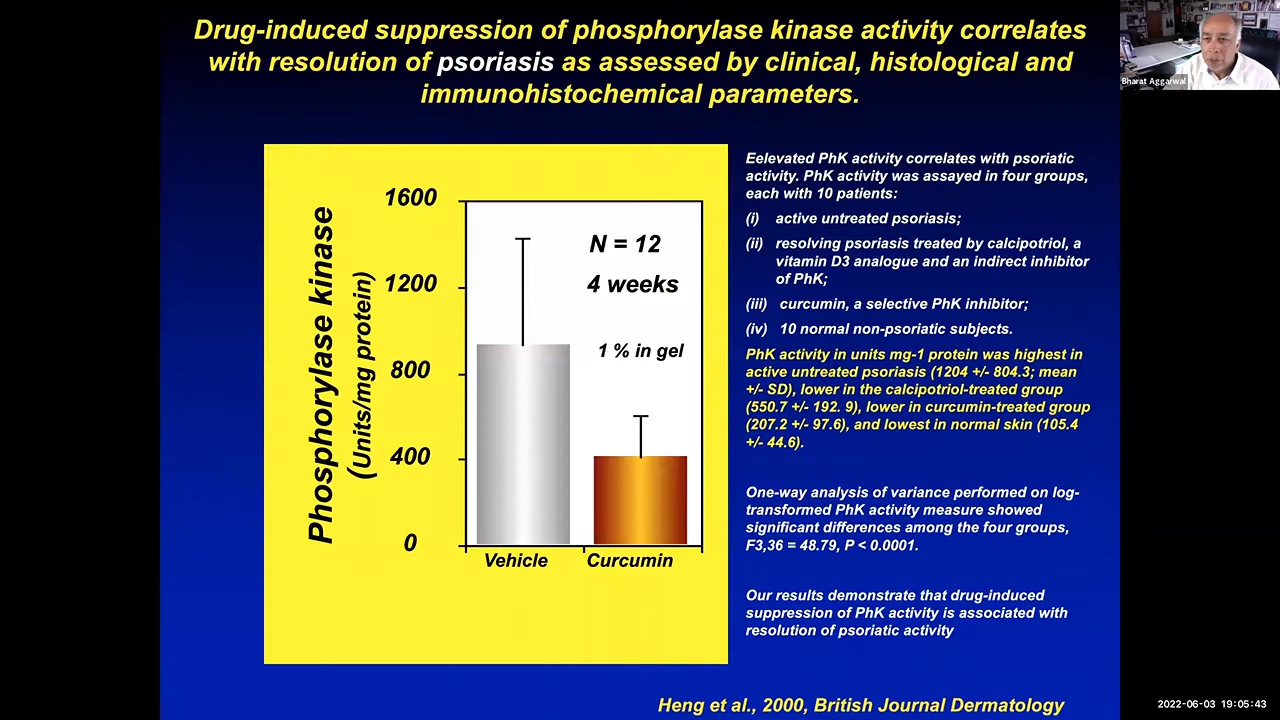 Drug-induced suppression of phosphorylase kinase activity correlates
with resolution of psoriasis as assessed by clinical, histological and
immunohistochemical parameters.
Bharat Aggarwal
Phosphorylase kinase
(Units/mg protein)
1600
1200
800
400
0
N = 12
4 weeks
1 % in gel
Vehicle
Curcumin
Eelevated PhK activity correlates with psoriatic
activity. PhK activity was assayed in four groups,
each with 10 patients:
(i) active untreated psoriasis;
(ii) resolving psoriasis treated by calcipotriol, a
vitamin D3 analogue and an indirect inhibitor
of PhK;
(iii) curcumin, a selective PhK inhibitor;
(iv) 10 normal non-psoriatic subjects.
PhK activity in units mg-1 protein was highest in
active untreated psoriasis (1204 +/- 804.3; mean
+/- SD), lower in the calcipotriol-treated group
(550.7 +/- 192. 9), lower in curcumin-treated group
(207.2 +/- 97.6), and lowest in normal skin (105.4
+/- 44.6).
One-way analysis of variance performed on log-
transformed PhK activity measure showed
significant differences among the four groups,
F3,36 = 48.79, P < 0.0001.
Our results demonstrate that drug-induced
suppression of PhK activity is associated with
resolution of psoriatic activity
Heng et al., 2000, British Journal Dermatology
2022-06-03 19:05:43